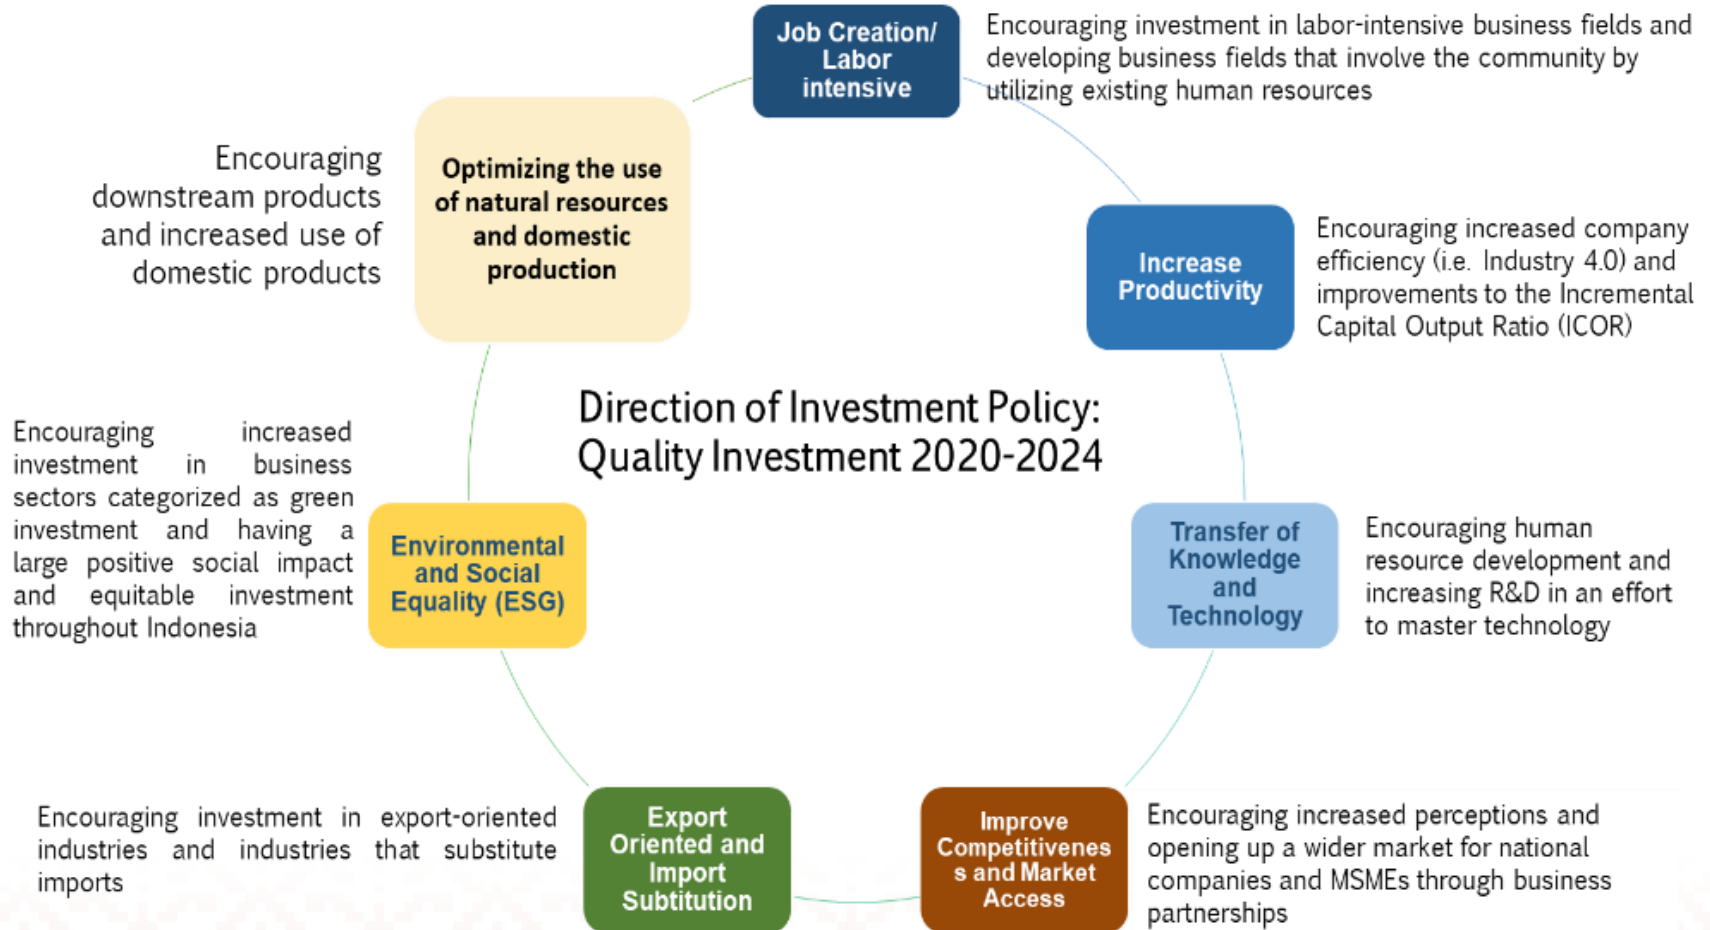 Job Creation/
Labor
intensive
Encouraging investment in labor-intensive business fields and
developing business fields that involve the community by
utilizing existing human resources
Increase
Productivity
Encouraging increased company
efficiency (i.e. Industry 4.0) and
improvements to the Incremental
Capital Output Ratio (ICOR)
Transfer of
Knowledge
and
Technology
Encouraging human
resource development and
increasing R&D in an effort
to master technology
Improve
Competitivenes
s and Market
Access
Encouraging increased perceptions and
opening up a wider market for national
companies and MSMEs through business
partnerships
Export
Oriented and
Import
Subtitution
Encouraging investment in export-oriented
industries and industries that substitute
imports
Environmental
and Social
Equality (ESG)
Encouraging increased
investment in business
sectors categorized as green
investment and having a
large positive social impact
and equitable investment
throughout Indonesia
Optimizing the use
of natural resources
and domestic
production
Encouraging
downstream products
and increased use of
domestic products
Direction of Investment Policy:
Quality Investment 2020-2024